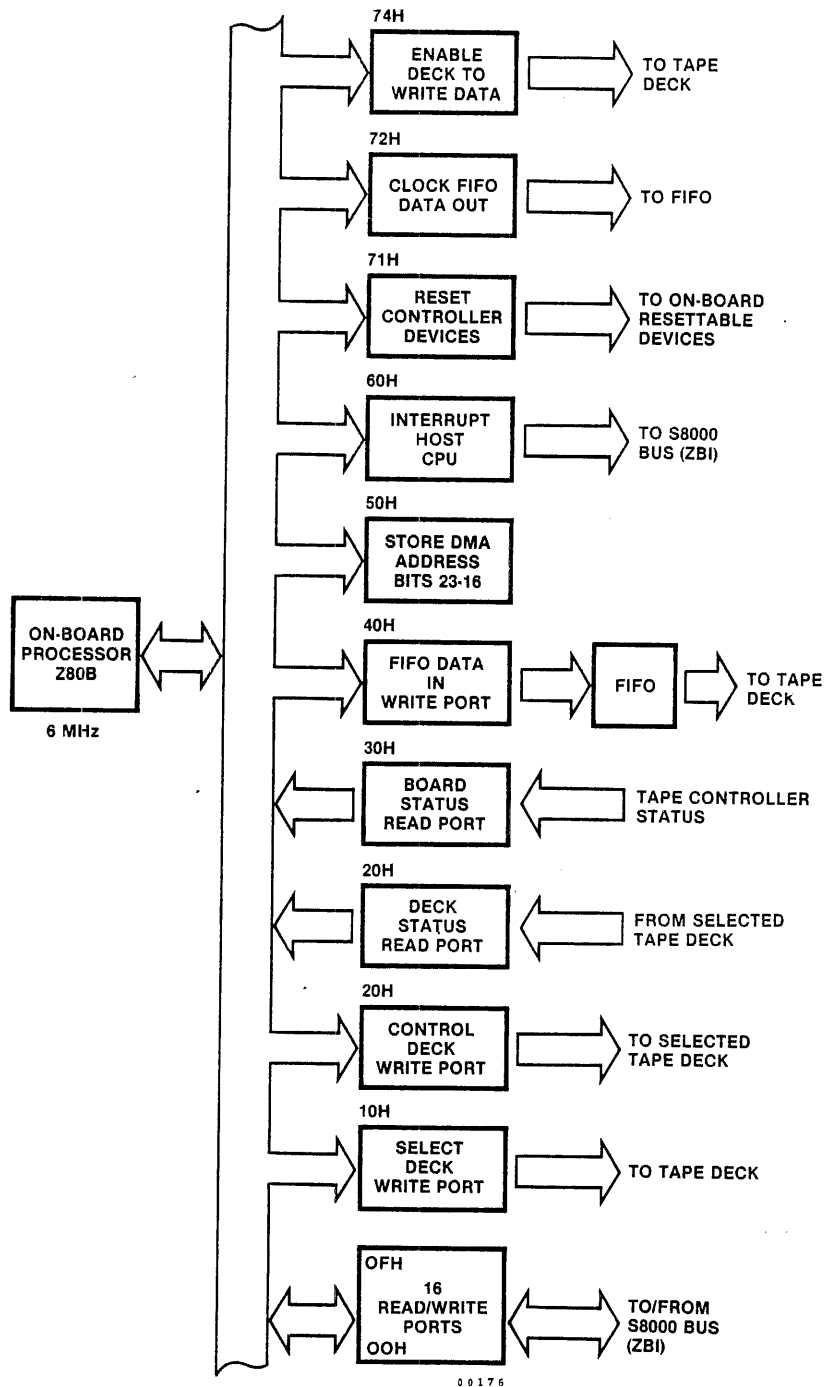 74H
ENABLE
DECK TO
WRITE DATA
TO TAPE
DECK
72H
CLOCK FIFO
DATA OUT
TO FIFO
71H
RESET
CONTROLLER
DEVICES
TO ON-BOARD
RESETTABLE
DEVICES
60H
INTERRUPT
HOST
CPU
TO S8000
BUS (ZBI)
50H
STORE DMA
ADDRESS
BITS 23-16
ON-BOARD
PROCESSOR
Z80B
6 MHz
40H
FIFO DATA
IN
WRITE PORT
FIFO
TO TAPE
DECK
30H
BOARD
STATUS
READ PORT
TAPE CONTROLLER
STATUS
20H
DECK
STATUS
READ PORT
FROM SELECTED
TAPE DECK
20H
CONTROL
DECK
WRITE PORT
TO SELECTED
TAPE DECK
10H
SELECT
DECK
WRITE PORT
TO TAPE DECK
OFH
16
READ/WRITE
PORTS
OOH
TO/FROM
S8000 BUS
(ZBI)
00176